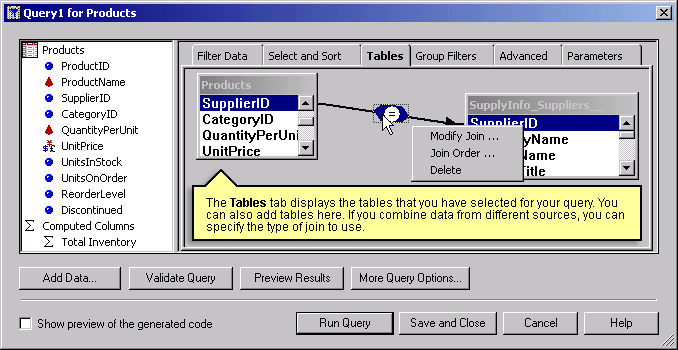 Query1 for Products
Products
ProductID
ProductName
SupplierID
CategoryID
QuantityPerUnit
UnitPrice
UnitsInStock
UnitsOnOrder
ReorderLevel
Discontinued
Computed Columns
Total Inventory
Filter Data
Select and Sort
Tables
Group Filters
Advanced
Parameters
Products
SupplierID
CategoryID
QuantityPerUni
UnitPrice
=
SupplyInfo_Suppliers__
SupplierID
yName
Name
Title
Modify Join ...
Join Order ...
Delete
The Tables tab displays the tables that you have selected for your query. You
can also add tables here. If you combine data from different sources, you can
specify the type of join to use.
Add Data...
Validate Query
Preview Results
More Query Options...
Show preview of the generated code
Run Query
Save and Close
Cancel
Help